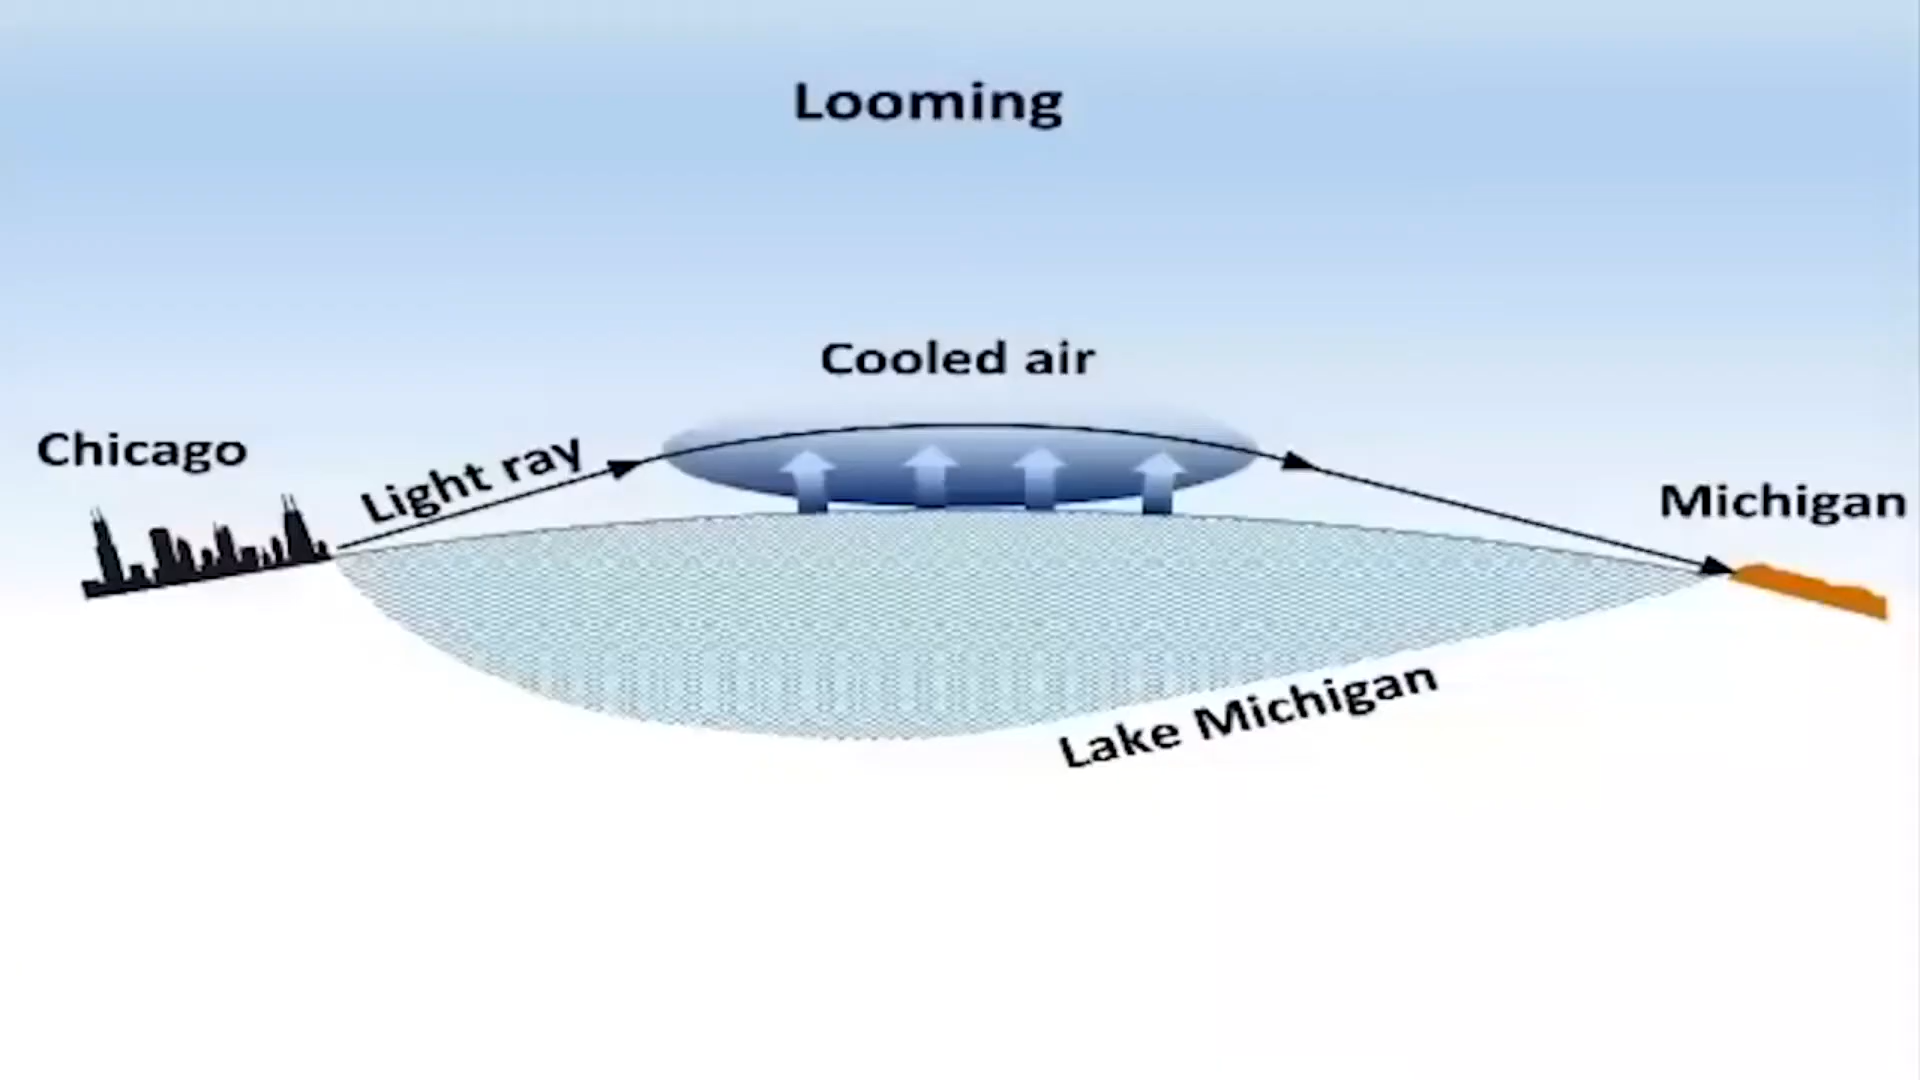 Looming
Cooled air
Chicago
Light ray
Michigan
Lake Michigan